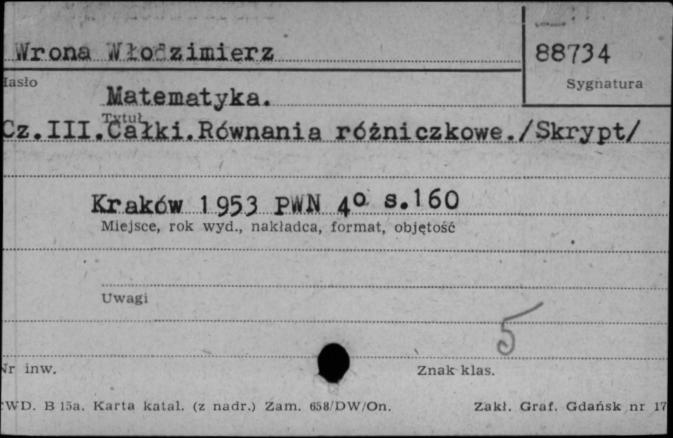 Wrona Włodzimierz
88734
Hasło
Sygnatura
Matematyka.
Tytuł
Cz.III.Całki.Równania różniczkowe./Skrypt/
Kraków 1953 PWN 4o s.160
Miejsce, rok wyd., nakładca, format, objętość
Uwagi
5
Nr inw.
Znak klas.
WD. B 15a. Karta katal. (z nadr.) Zam. 658/DW/On.
Zakł. Graf. Gdańsk nr 17